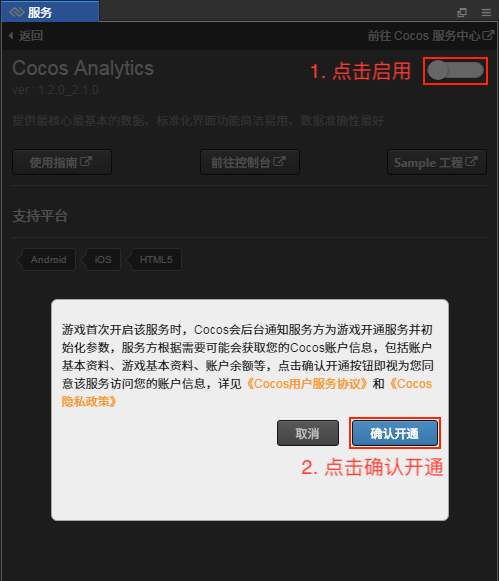 服务
返回 前往 Cocos 服务中心
Cocos Analytics 1. 点击启用
ver : 1.2.0_2.1.0
提供最核心最基本的数据、标准化界面功能简洁易用、数据准确性最好
使用指南 前往控制台 Sample 工程
支持平台
Android iOS HTML5
游戏首次开启该服务时，Cocos会后台通知服务方为游戏开通服务并初
始化参数，服务方根据需要可能会获取您的Cocos账户信息，包括账户
基本资料、游戏基本资料、账户余额等，点击确认开通按钮即视为您同
意该服务访问您的账户信息，详见《Cocos用户服务协议》和《Cocos
隐私政策》
取消 确认开通
2. 点击确认开通